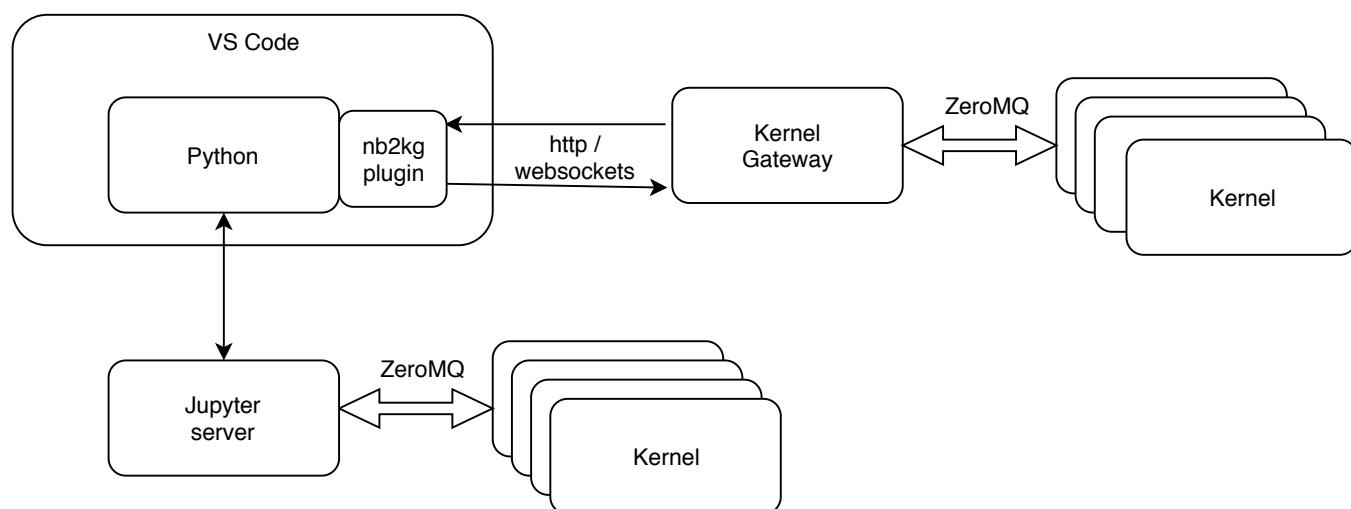 VS Code
Python
nb2kg
plugin
http /
websockets
Kernel
Gateway
ZeroMQ
Kernel
Jupyter
server
ZeroMQ
Kernel